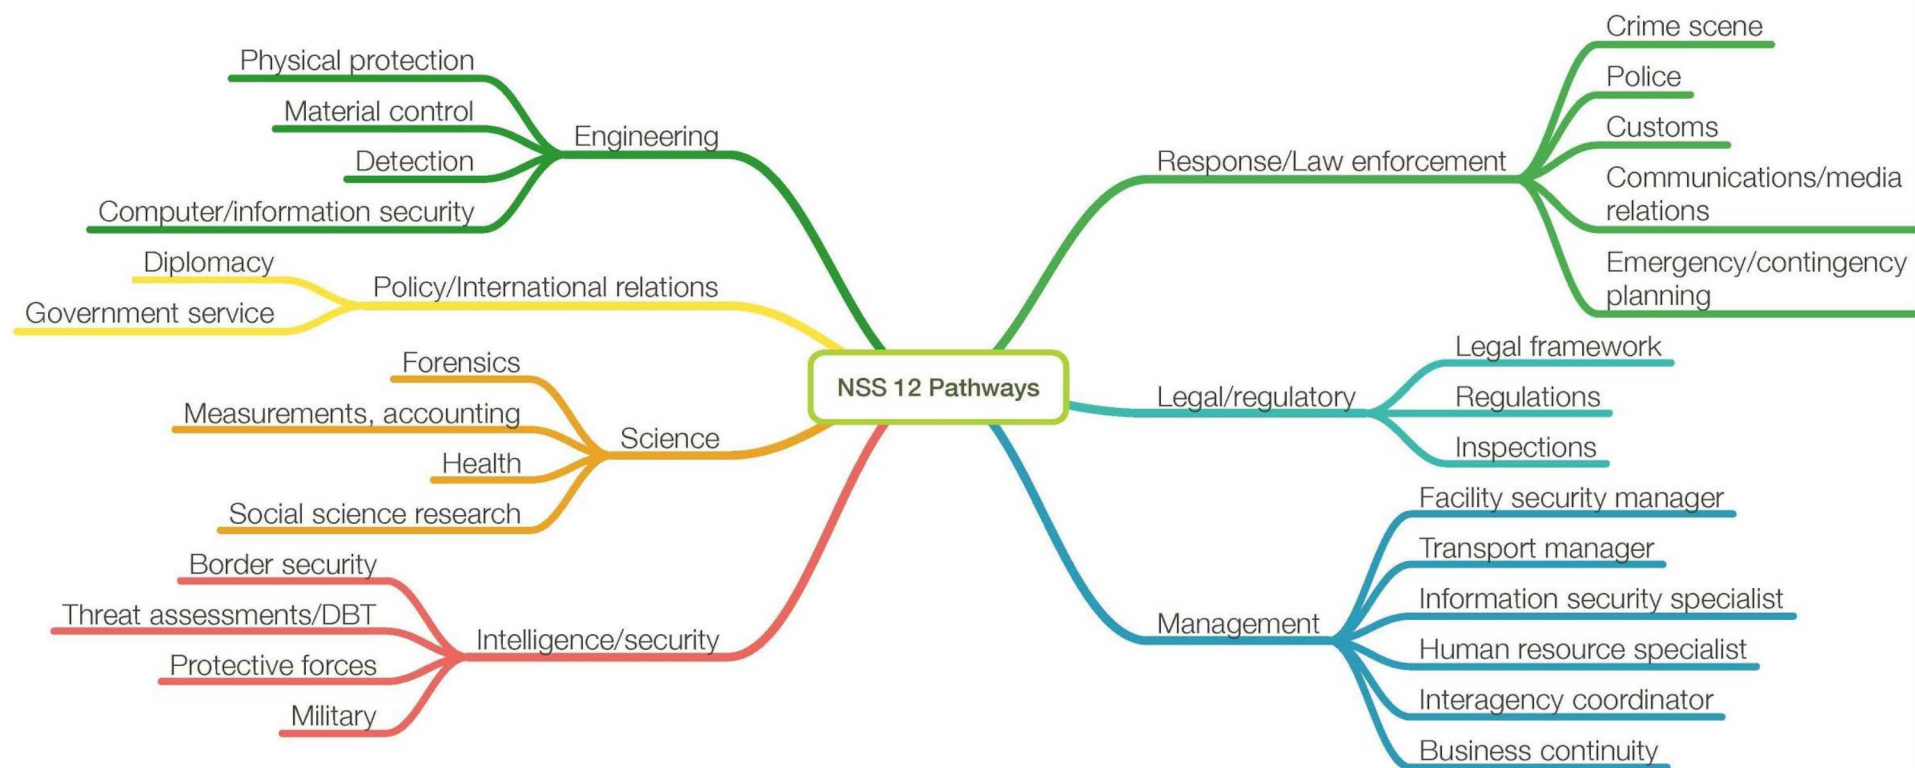 Physical protection
Material control
Detection
Computer/information security
Engineering
Diplomacy
Government service
Policy/International relations
Forensics
Measurements, accounting
Health
Social science research
Science
Border security
Threat assessments/DBT
Protective forces
Military
Intelligence/security
NSS 12 Pathways
Response/Law enforcement
Crime scene
Police
Customs
Communications/media
relations
Emergency/contingency
planning
Legal/regulatory
Legal framework
Regulations
Inspections
Management
Facility security manager
Transport manager
Information security specialist
Human resource specialist
Interagency coordinator
Business continuity